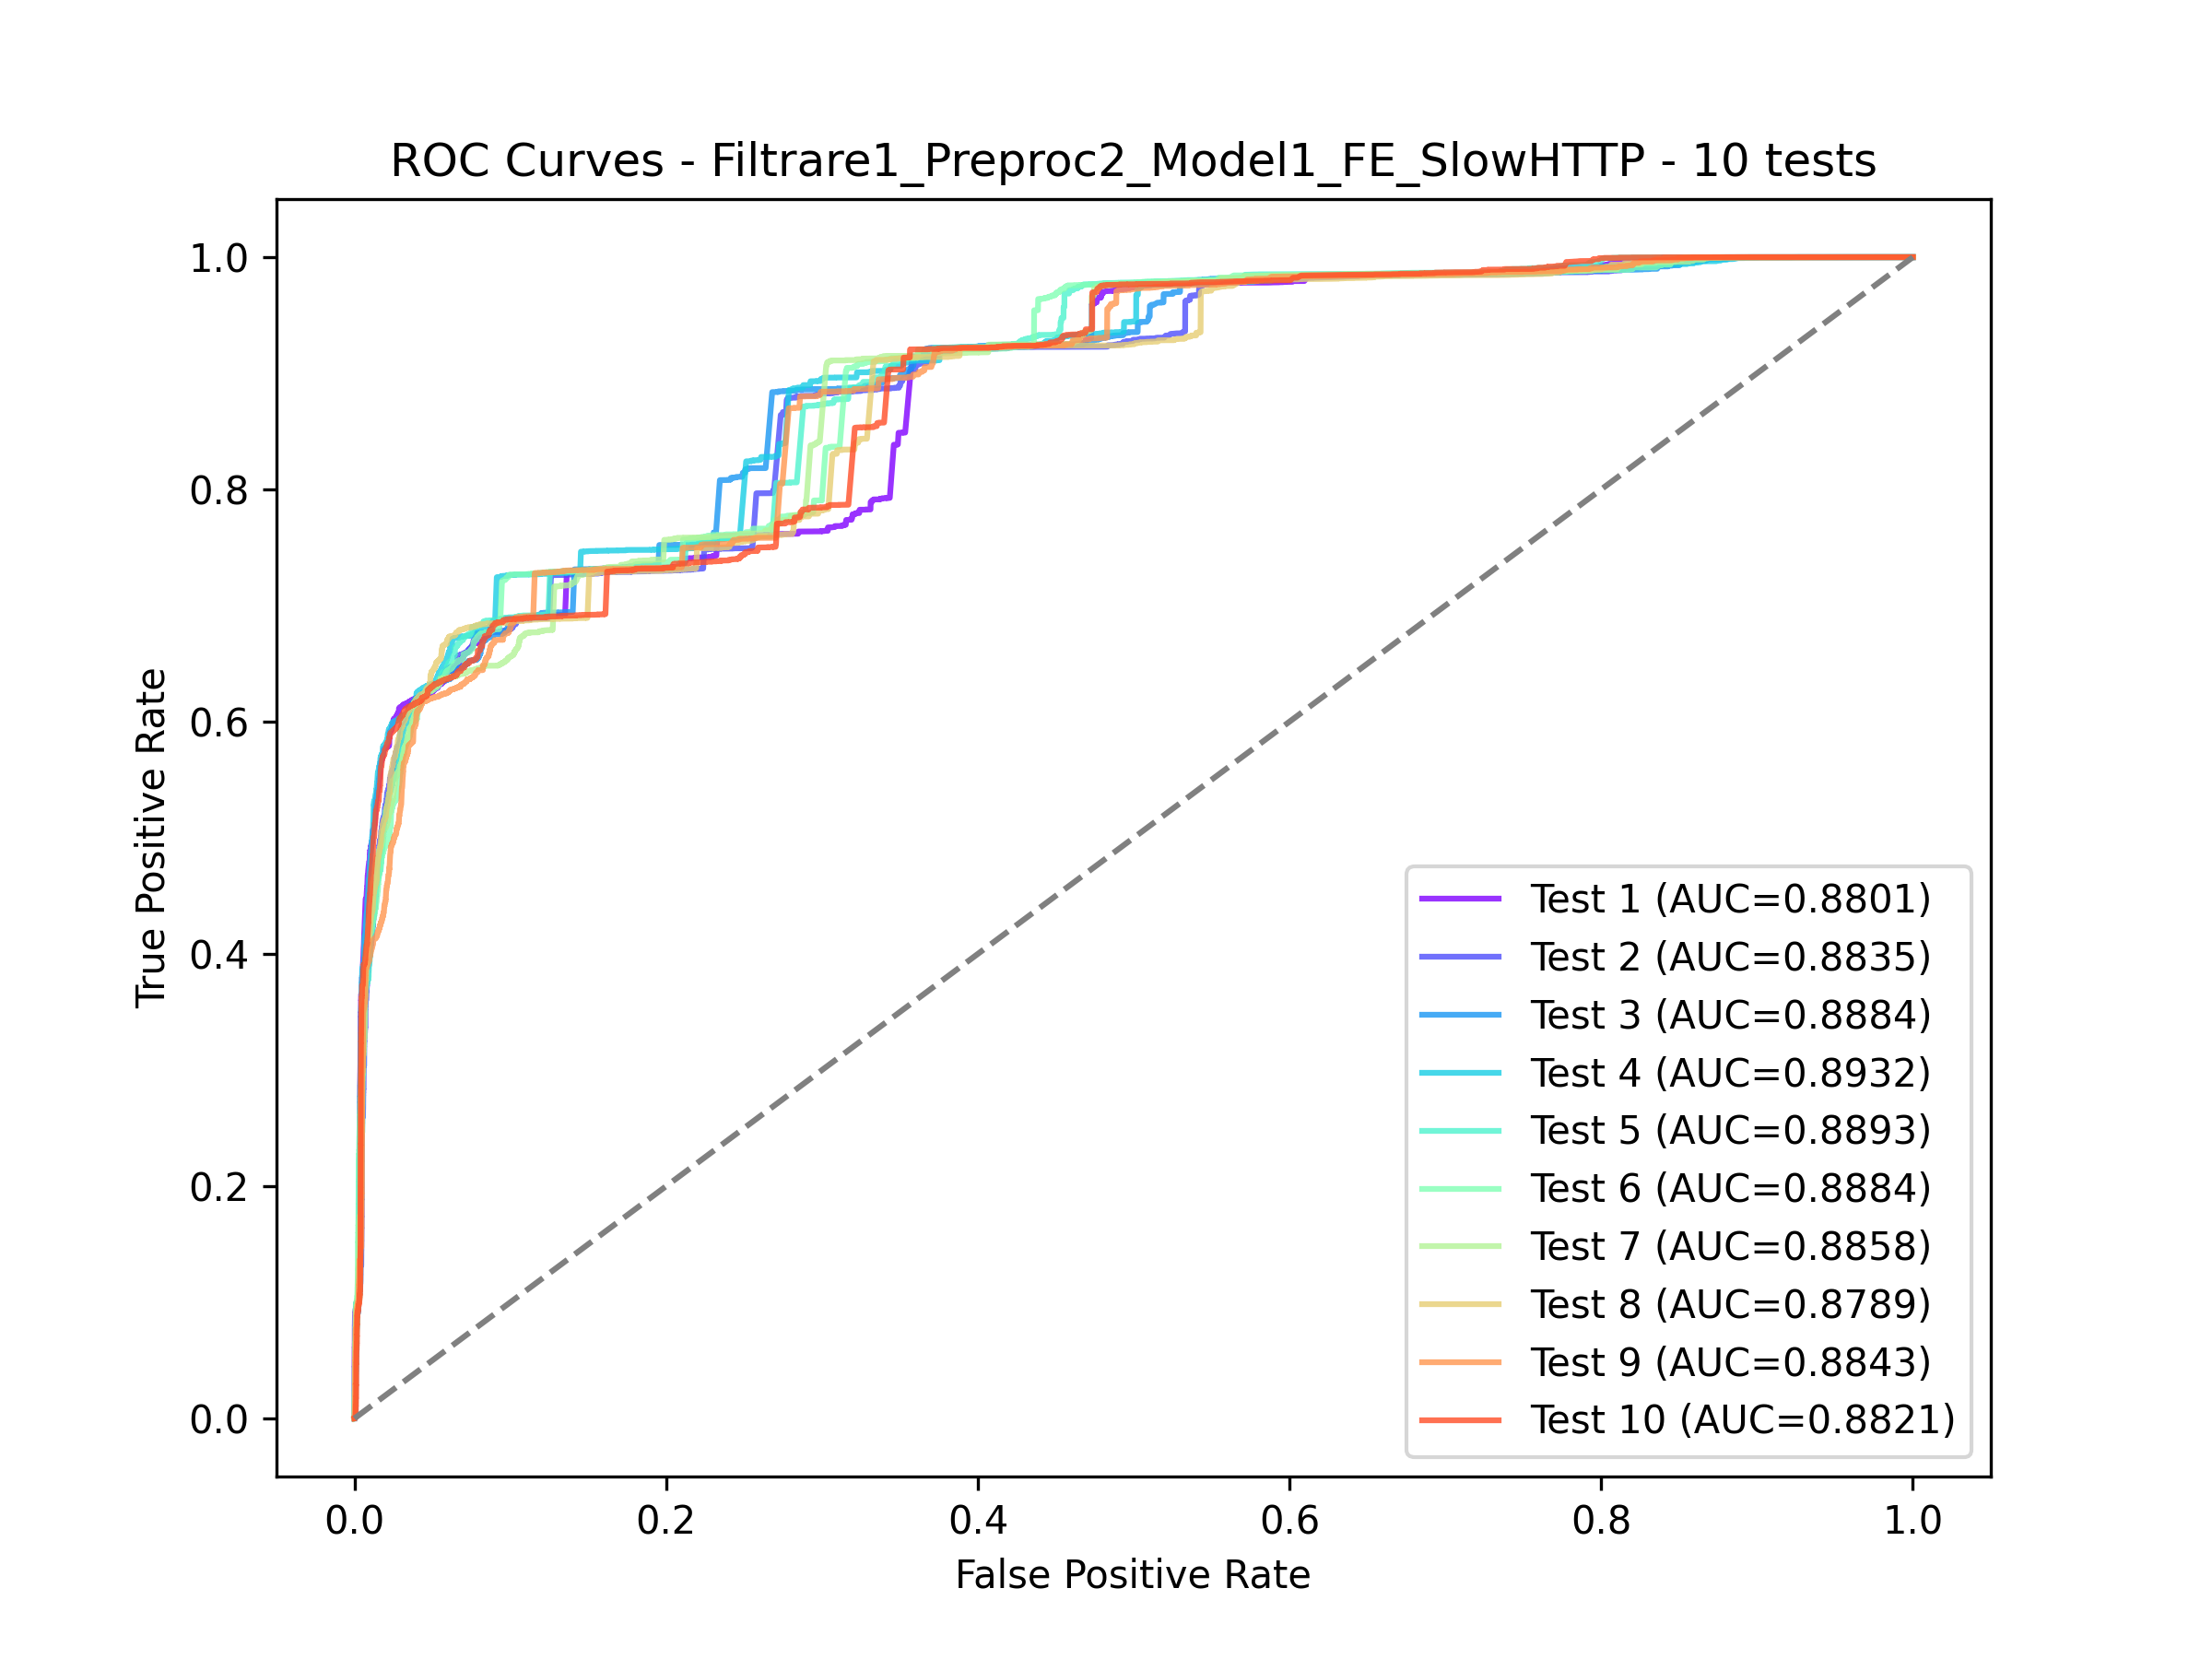 ROC Curves - Filtrare1_Preproc2_Model1_FE_SlowHTTP - 10 tests
True Positive Rate
1.0
0.8
0.6
0.4
0.2
0.0
Test 1 (AUC=0.8801)
Test 2 (AUC=0.8835)
Test 3 (AUC=0.8884)
Test 4 (AUC=0.8932)
Test 5 (AUC=0.8893)
Test 6 (AUC=0.8884)
Test 7 (AUC=0.8858)
Test 8 (AUC=0.8789)
Test 9 (AUC=0.8843)
Test 10 (AUC=0.8821)
0.0 0.2 0.4 0.6 0.8 1.0
False Positive Rate